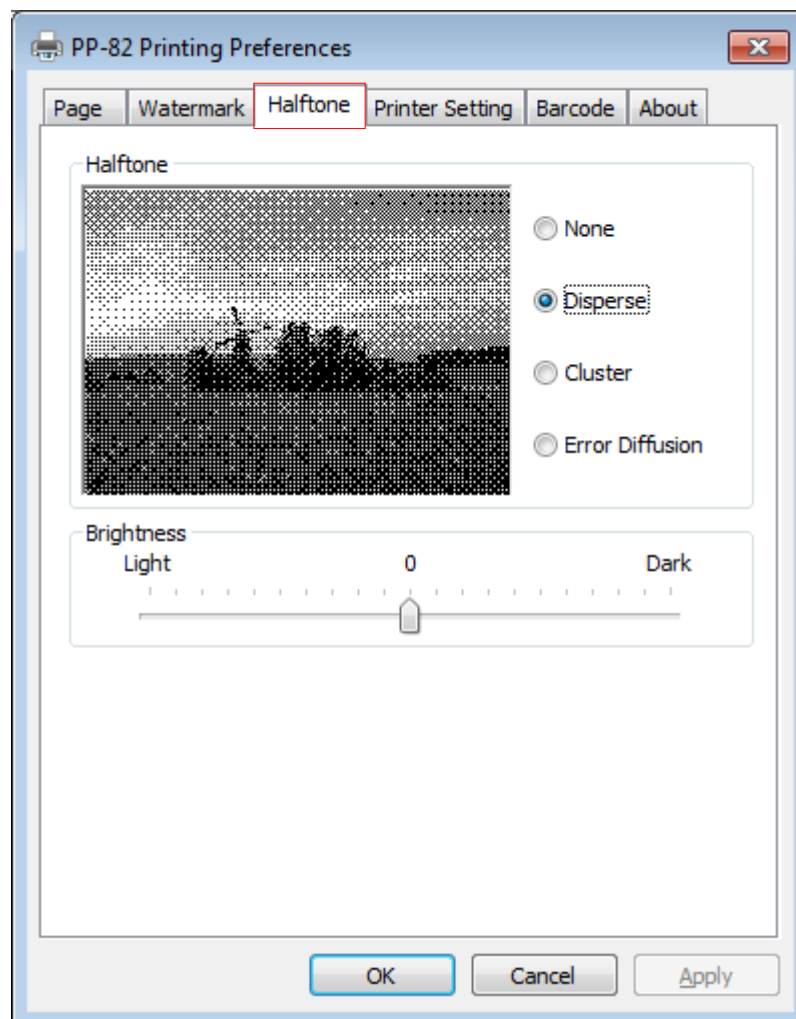 PP-82 Printing Preferences
Page Watermark Halftone Printer Setting Barcode About
Halftone
None
Disperse
Cluster
Error Diffusion
Brightness
Light 0 Dark
OK Cancel Apply